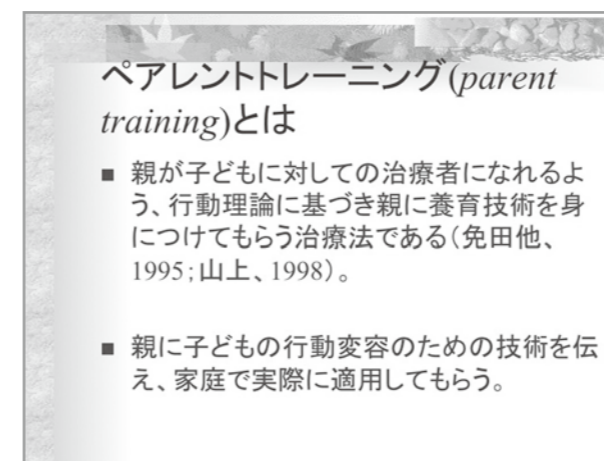 ペアレントトレーニング(parent
training)とは
■ 親が子どもに対しての治療者になれるよ
う、行動理論に基づき親に養育技術を身
につけてもらう治療法である（免田他、
1995；山上、1998）。
■ 親に子どもの行動変容のための技術を伝
え、家庭で実際に適用してもらう。